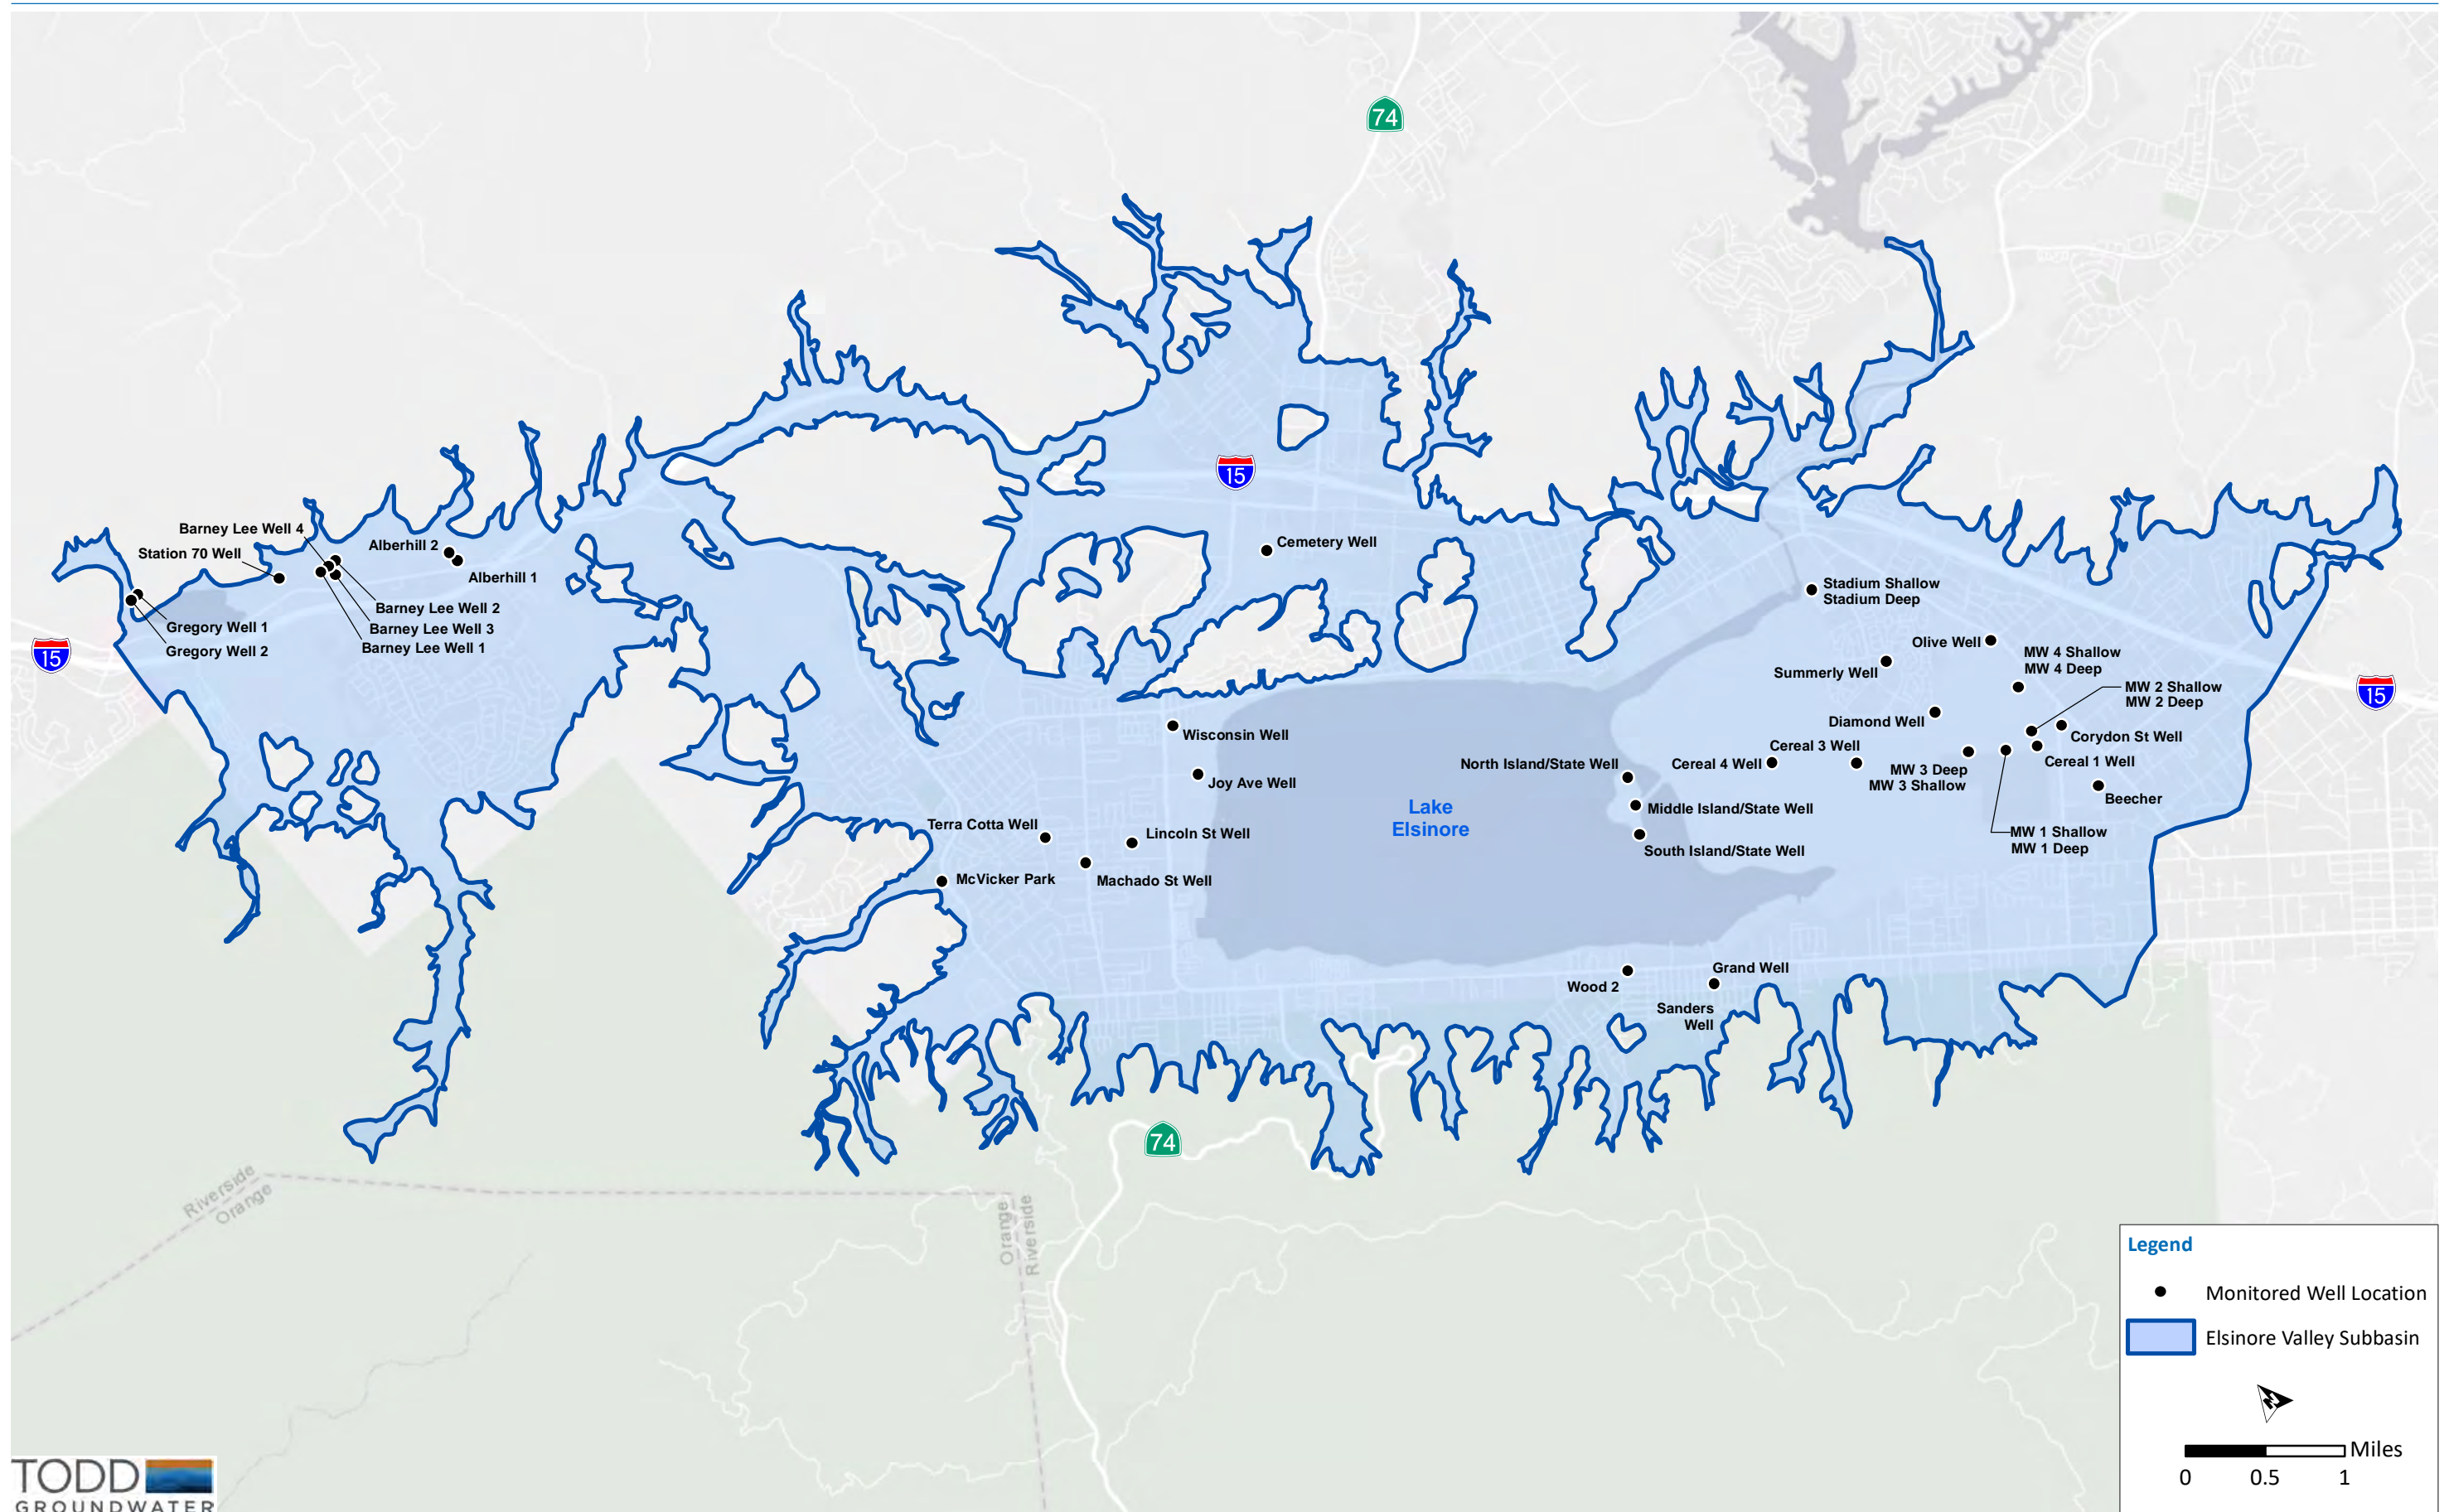 74
15
Barney Lee Well 4
Station 70 Well
Alberhill 2
Alberhill 1
Cemetery Well
Barney Lee Well 2
Barney Lee Well 3
Barney Lee Well 1
Gregory Well 1
Gregory Well 2
15
Stadium Shallow
Stadium Deep
Olive Well
Summerly Well
MW 4 Shallow
MW 4 Deep
MW 2 Shallow
MW 2 Deep
15
Diamond Well
Corydon St Well
Wisconsin Well
Cereal 3 Well
Cereal 4 Well
North Island/State Well
Cereal 1 Well
MW 3 Deep
MW 3 Shallow
Joy Ave Well
Beecher
Lake
Elsinore
Middle Island/State Well
Terra Cotta Well
Lincoln St Well
MW 1 Shallow
MW 1 Deep
South Island/State Well
McVicker Park
Machado St Well
Grand Well
Wood 2
Sanders
Well
74
Riverside
Orange
Orange
Riverside
Legend
Monitored Well Location
Elsinore Valley Subbasin
N
Miles
0 0.5 1
TODD
GROUNDWATER